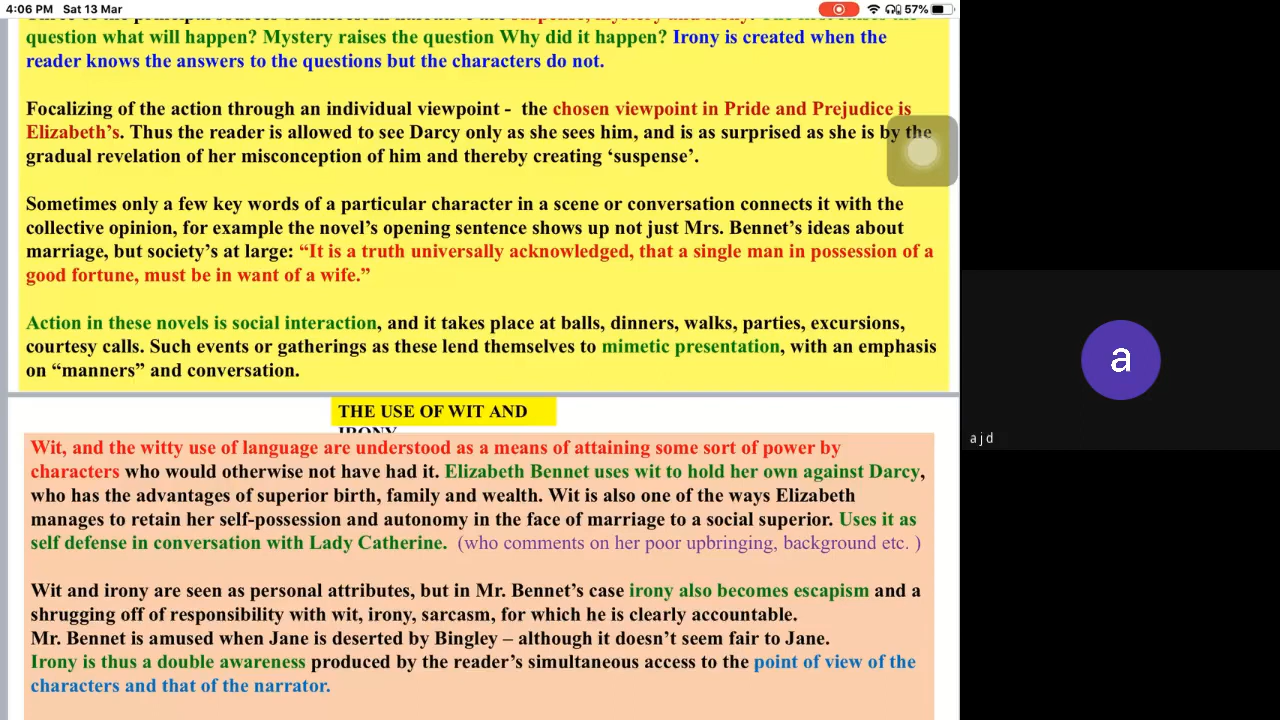 4:06 PM Sat 13 Mar
57%
question what will happen? Mystery raises the question Why did it happen? Irony is created when the
reader knows the answers to the questions but the characters do not.
Focalizing of the action through an individual viewpoint - the chosen viewpoint in Pride and Prejudice is
Elizabeth's. Thus the reader is allowed to see Darcy only as she sees him, and is as surprised as she is by the
gradual revelation of her misconception of him and thereby creating ‘suspense’.
Sometimes only a few key words of a particular character in a scene or conversation connects it with the
collective opinion, for example the novel's opening sentence shows up not just Mrs. Bennet's ideas about
marriage, but society's at large: “It is a truth universally acknowledged, that a single man in possession of a
good fortune, must be in want of a wife.”
Action in these novels is social interaction, and it takes place at balls, dinners, walks, parties, excursions,
courtesy calls. Such events or gatherings as these lend themselves to mimetic presentation, with an emphasis
on “manners” and conversation.
THE USE OF WIT AND
IRONY
Wit, and the witty use of language are understood as a means of attaining some sort of power by
characters who would otherwise not have had it. Elizabeth Bennet uses wit to hold her own against Darcy,
who has the advantages of superior birth, family and wealth. Wit is also one of the ways Elizabeth
manages to retain her self-possession and autonomy in the face of marriage to a social superior. Uses it as
self defense in conversation with Lady Catherine. (who comments on her poor upbringing, background etc. )
Wit and irony are seen as personal attributes, but in Mr. Bennet's case irony also becomes escapism and a
shrugging off of responsibility with wit, irony, sarcasm, for which he is clearly accountable.
Mr. Bennet is amused when Jane is deserted by Bingley – although it doesn't seem fair to Jane.
Irony is thus a double awareness produced by the reader's simultaneous access to the point of view of the
characters and that of the narrator.
a
a j d